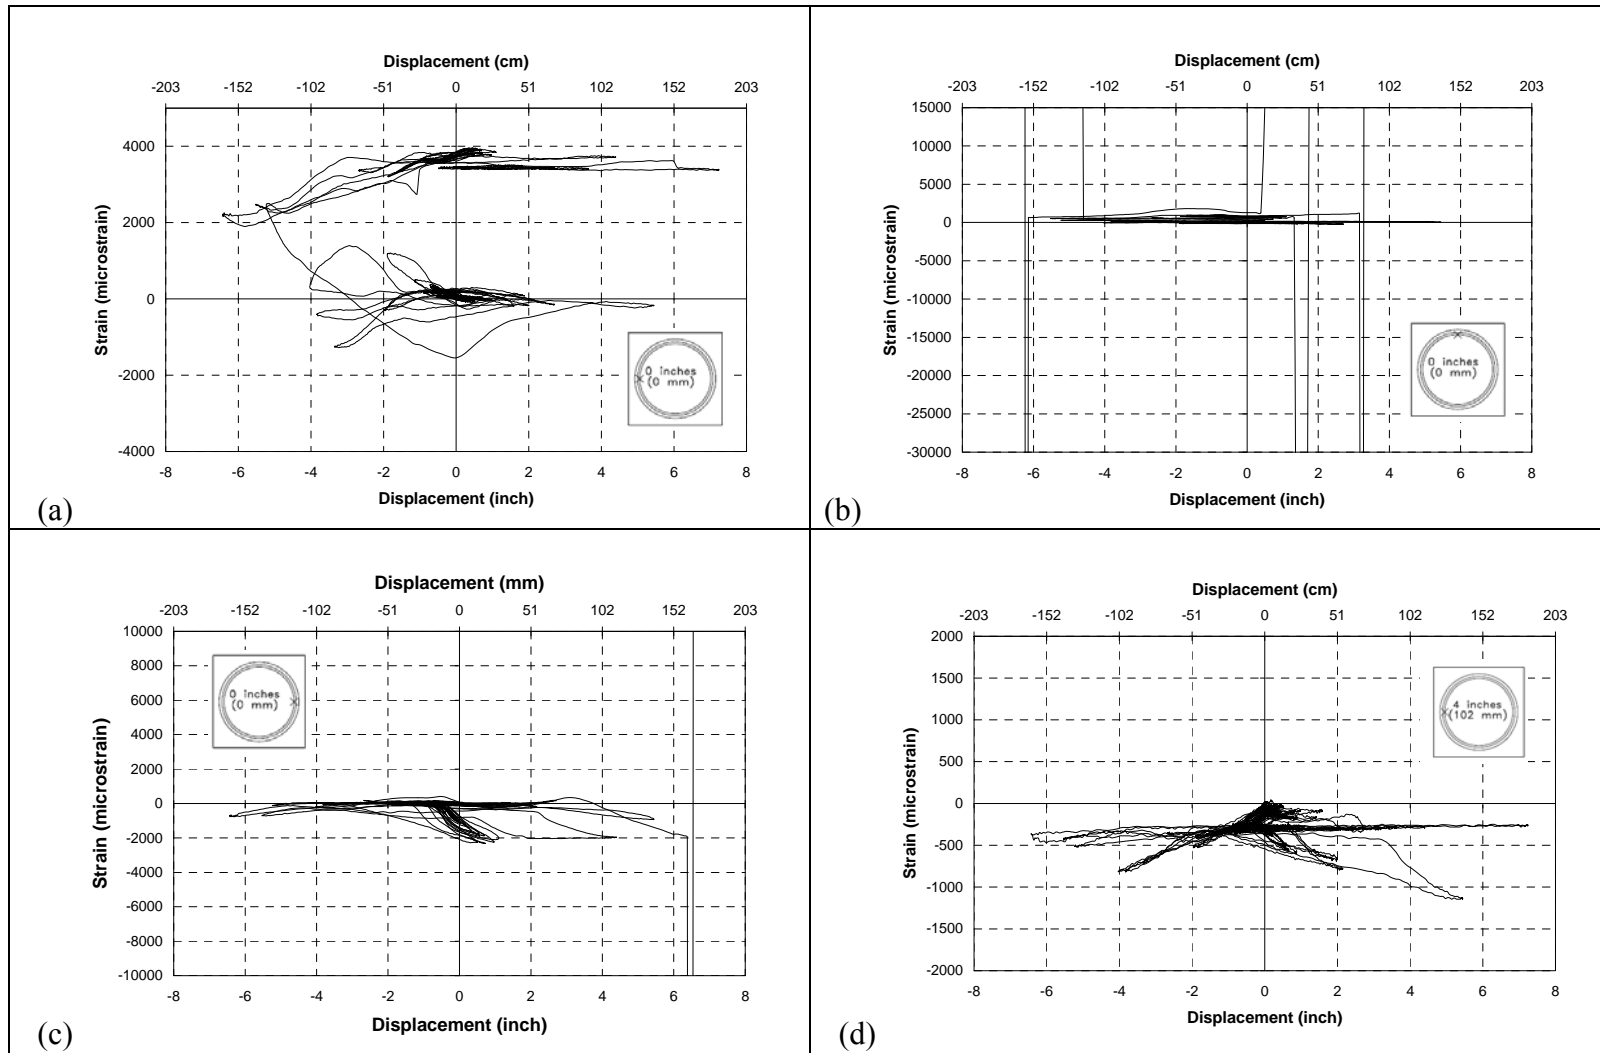 Displacement (cm)
-203 -152 -102 -51 0 51 102 152 203
4000
2000
0
-2000
-4000
Strain (microstrain)
0 inches
(0 mm)
-8 -6 -4 -2 0 2 4 6 8
Displacement (inch)
(a)
Displacement (cm)
-203 -152 -102 -51 0 51 102 152 203
15000
10000
5000
0
-5000
-10000
-15000
-20000
-25000
-30000
Strain (microstrain)
0 inches
(0 mm)
-8 -6 -4 -2 0 2 4 6 8
Displacement (inch)
(b)
Displacement (mm)
-203 -152 -102 -51 0 51 102 152 203
10000
8000
6000
4000
2000
0
-2000
-4000
-6000
-8000
-10000
Strain (microstrain)
0 inches
(0 mm)
-8 -6 -4 -2 0 2 4 6 8
Displacement (inch)
(c)
Displacement (cm)
-203 -152 -102 -51 0 51 102 152 203
2000
1500
1000
500
0
-500
-1000
-1500
-2000
Strain (microstrain)
4 inches
(102 mm)
-8 -6 -4 -2 0 2 4 6 8
Displacement (inch)
(d)